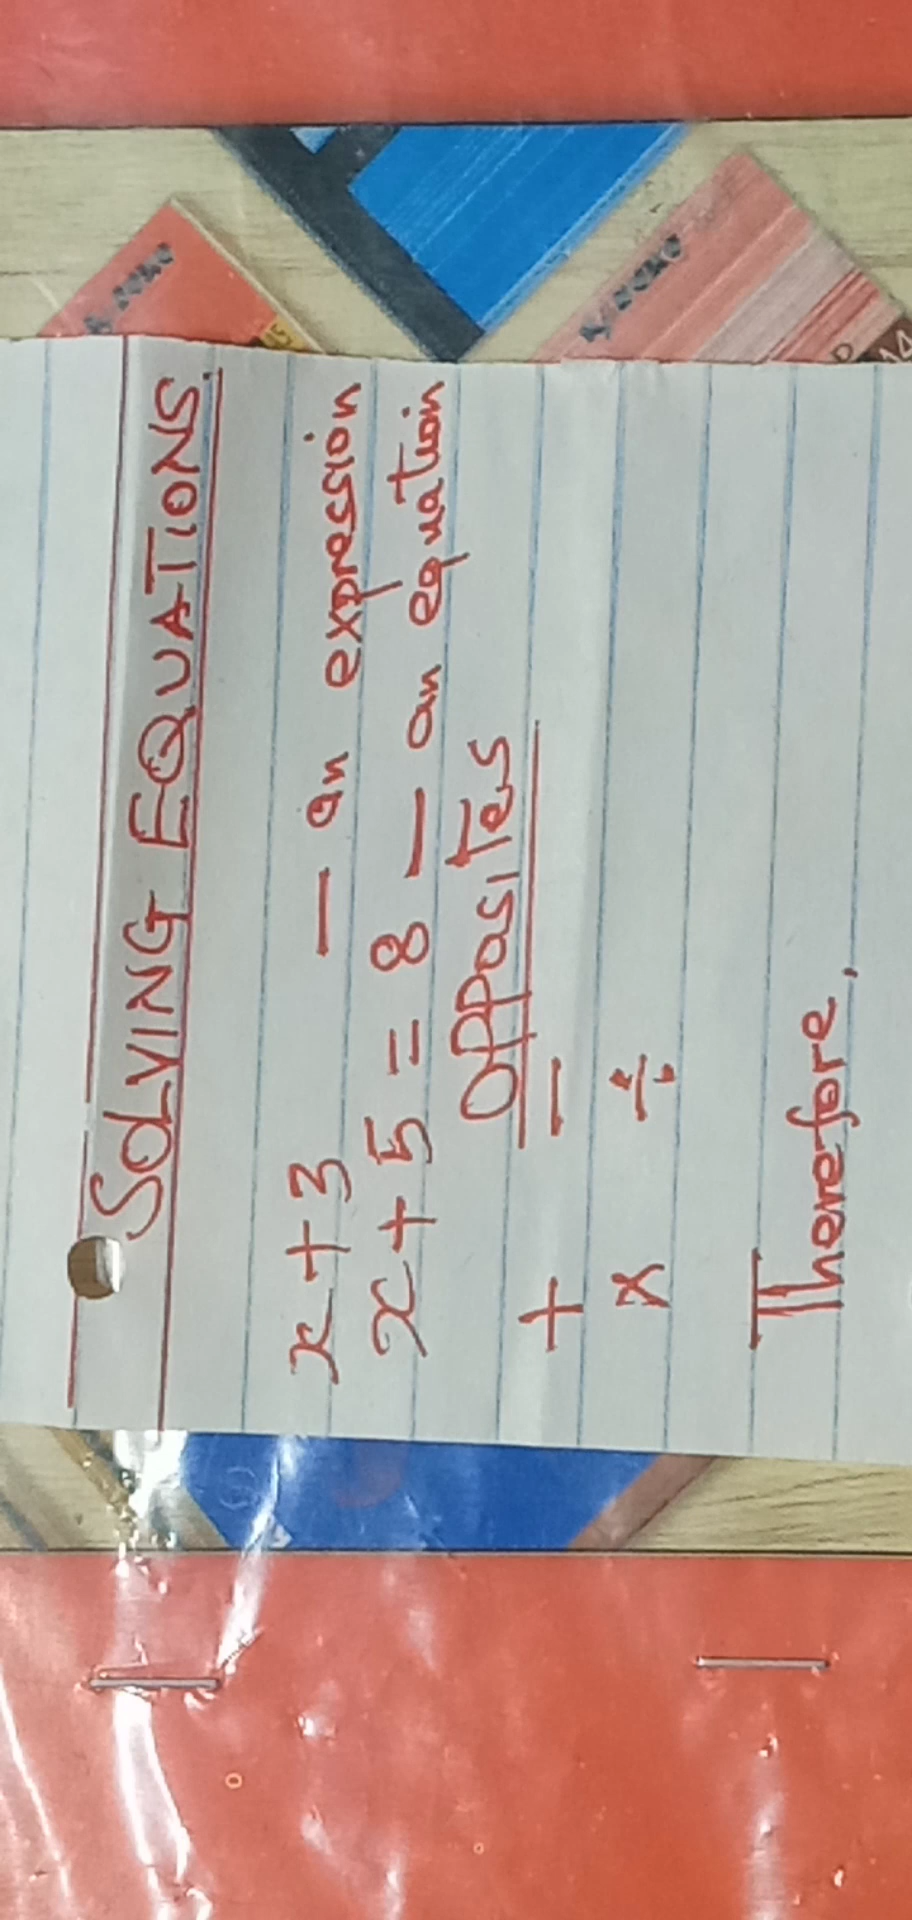 SOLVING EQUATIONS.
x + 3 — an expression
x + 5 = 8 — an equation
OPPosiTes
+ —
x ÷
Therefore,